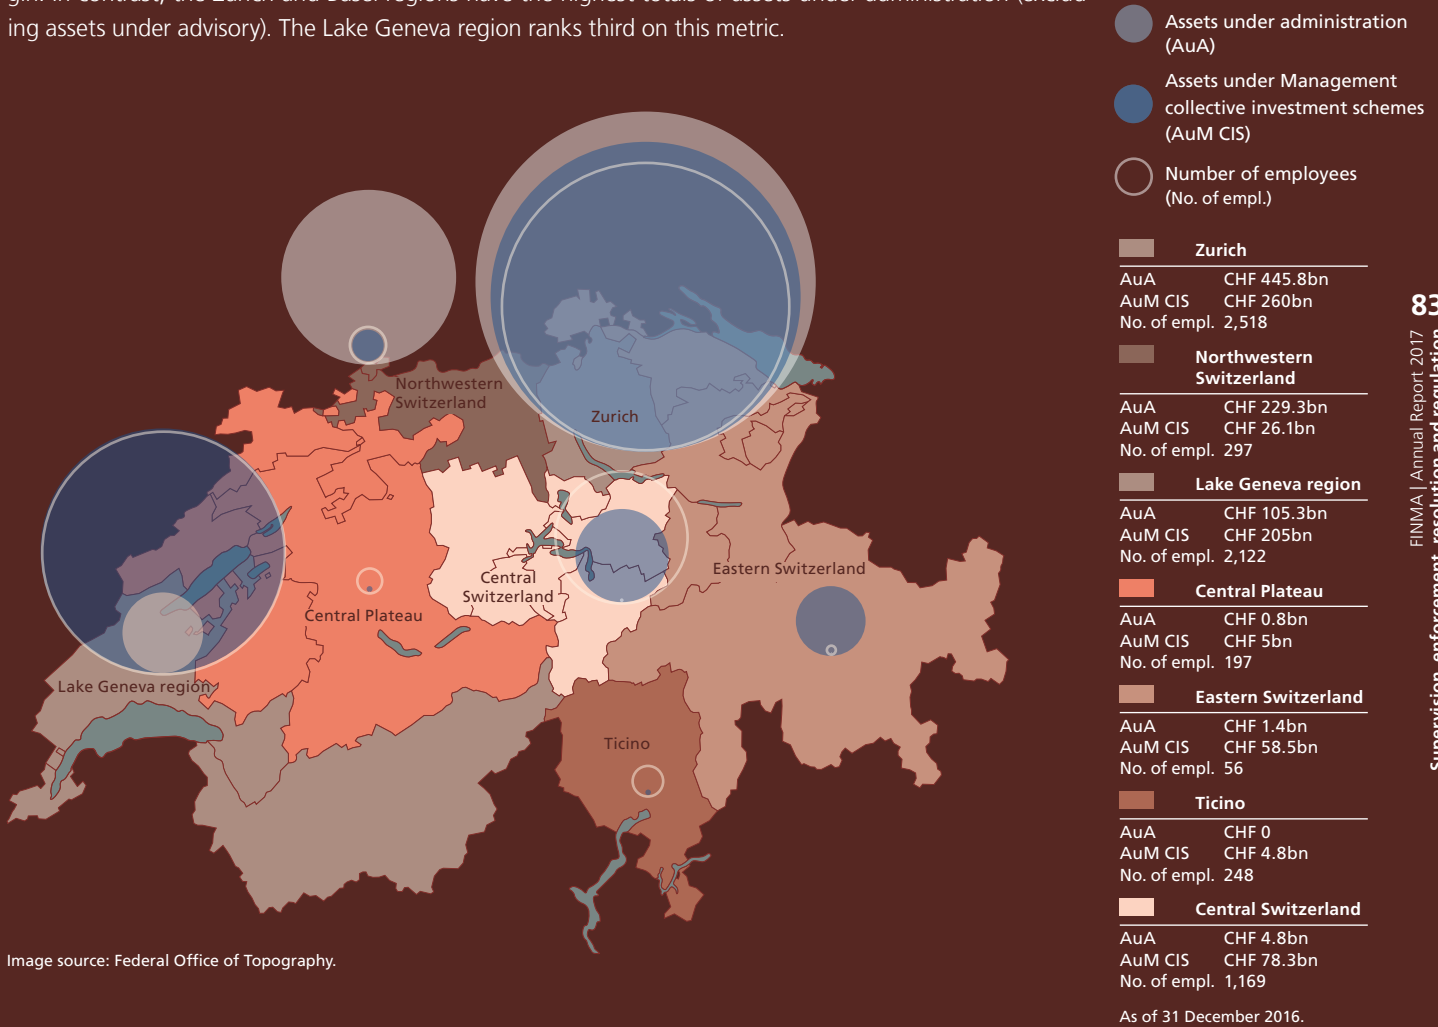 ing assets under advisory). The Lake Geneva region ranks third on this metric.
Assets under administration
(AuA)
Assets under Management
collective investment schemes
(AuM CIS)
Number of employees
(No. of empl.)
Northwestern
Switzerland
Zurich
Central
Switzerland
Eastern Switzerland
Central Plateau
Lake Geneva region
Ticino
Zurich
AuA CHF 445.8bn
AuM CIS CHF 260bn
No. of empl. 2,518
Northwestern
Switzerland
AuA CHF 229.3bn
AuM CIS CHF 26.1bn
No. of empl. 297
Lake Geneva region
AuA CHF 105.3bn
AuM CIS CHF 205bn
No. of empl. 2,122
Central Plateau
AuA CHF 0.8bn
AuM CIS CHF 5bn
No. of empl. 197
Eastern Switzerland
AuA CHF 1.4bn
AuM CIS CHF 58.5bn
No. of empl. 56
Ticino
AuA CHF 0
AuM CIS CHF 4.8bn
No. of empl. 248
Central Switzerland
AuA CHF 4.8bn
AuM CIS CHF 78.3bn
No. of empl. 1,169
As of 31 December 2016.
Image source: Federal Office of Topography.
83
FINMA | Annual Report 2017
Supervision, enforcement, resolution and regulation